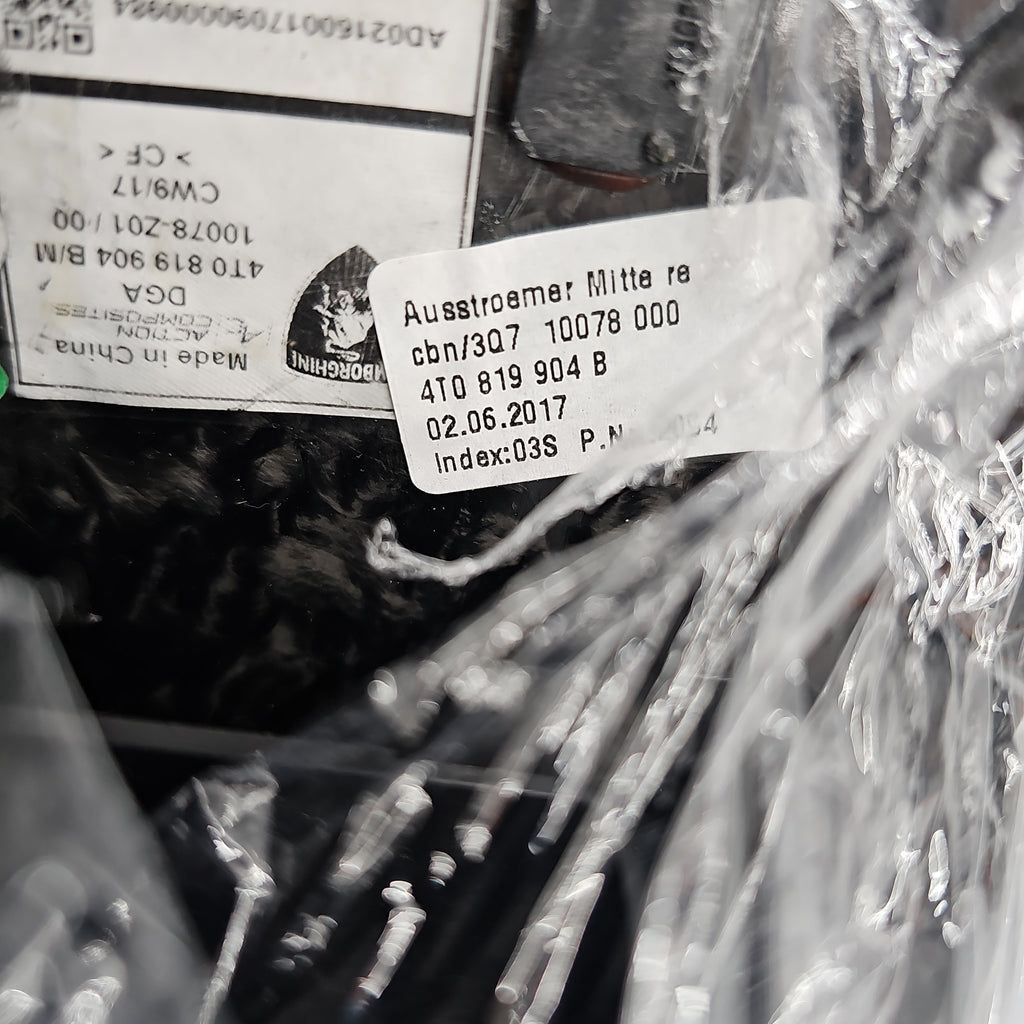 AD02160017090000984
Made in China
ACTION
COMPOSITES
DGA
4T0 819 904 B/M
10078-Z01 / 00
CW9/17
> CF <
Ausstroemer Mitte re
cbn/3Q7 10078 000
4T0 819 904 B
02.06.2017
Index:03S P.N